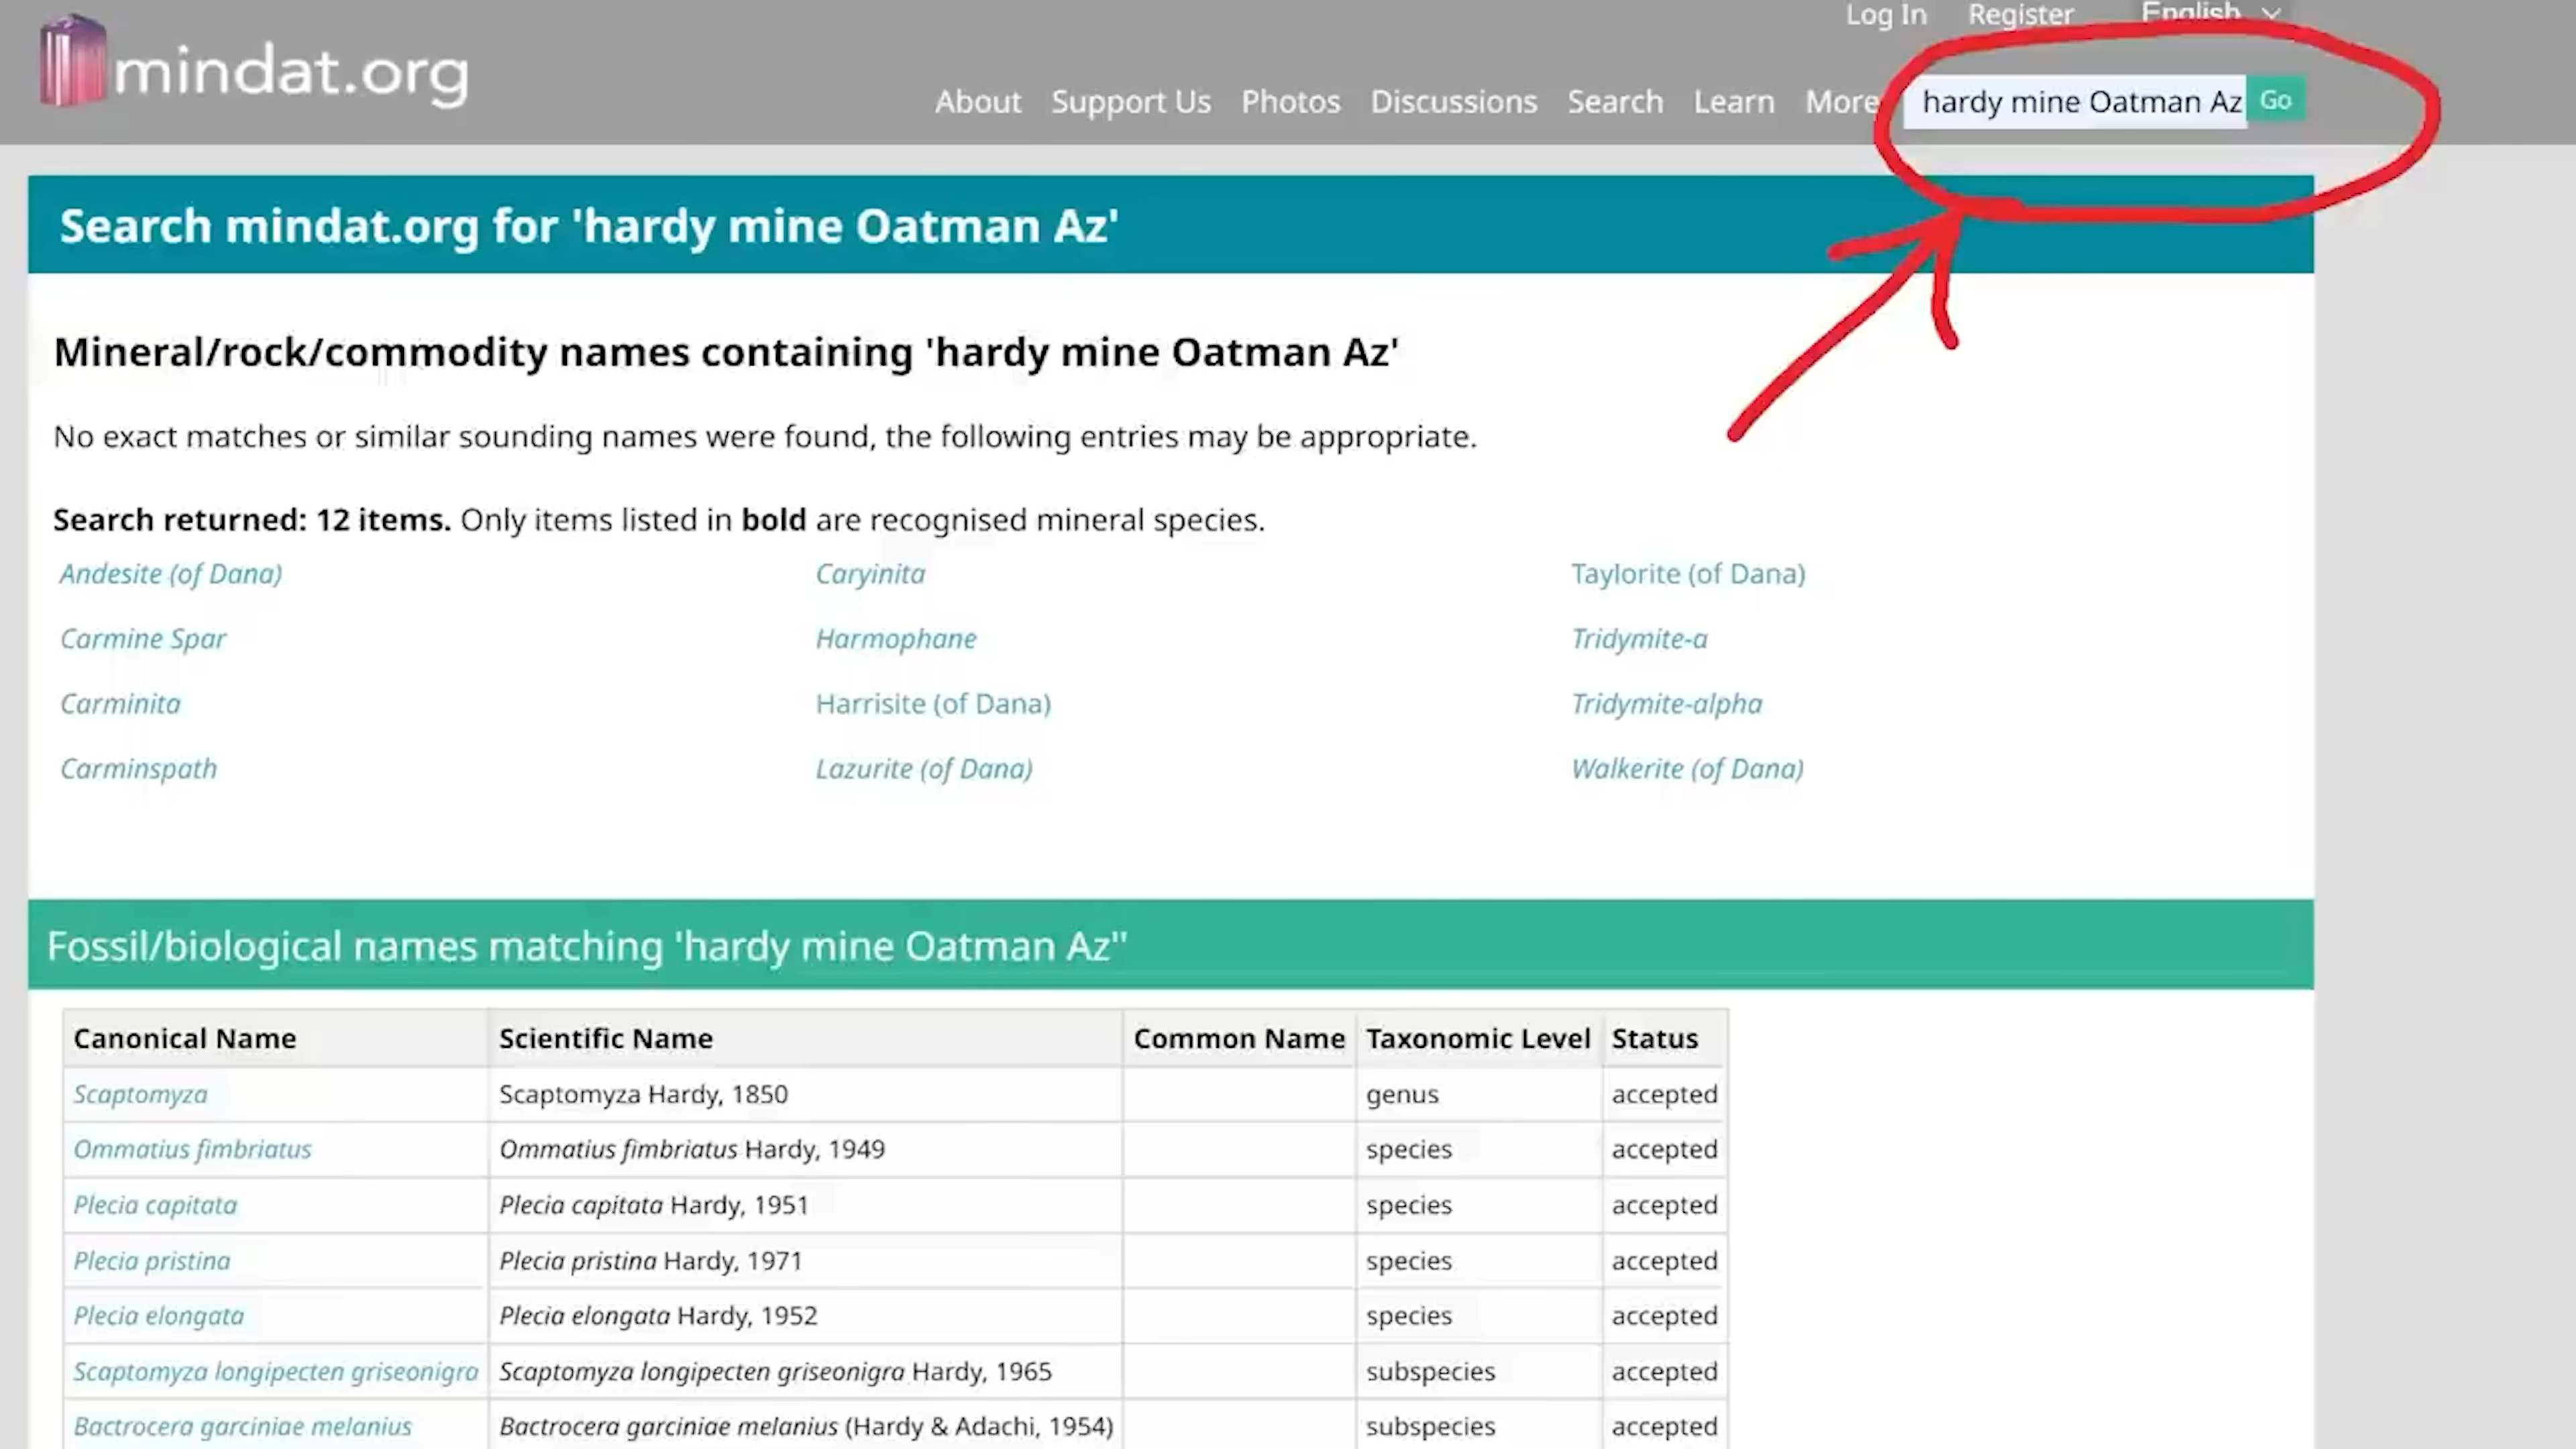 mindat.org
Log In Register English
About Support Us Photos Discussions Search Learn More hardy mine Oatman Az Go
Search mindat.org for 'hardy mine Oatman Az'
Mineral/rock/commodity names containing 'hardy mine Oatman Az'
No exact matches or similar sounding names were found, the following entries may be appropriate.
Search returned: 12 items. Only items listed in bold are recognised mineral species.
Andesite (of Dana) Caryinita Taylorite (of Dana)
Carmine Spar Harmophane Tridymite-a
Carminita Harrisite (of Dana) Tridymite-alpha
Carminspath Lazurite (of Dana) Walkerite (of Dana)
Fossil/biological names matching 'hardy mine Oatman Az''
Canonical Name Scientific Name Common Name Taxonomic Level Status
Scaptomyza Scaptomyza Hardy, 1850 genus accepted
Ommatius fimbriatus Ommatius fimbriatus Hardy, 1949 species accepted
Plecia capitata Plecia capitata Hardy, 1951 species accepted
Plecia pristina Plecia pristina Hardy, 1971 species accepted
Plecia elongata Plecia elongata Hardy, 1952 species accepted
Scaptomyza longipecten griseonigra Scaptomyza longipecten griseonigra Hardy, 1965 subspecies accepted
Bactrocera garciniae melanius Bactrocera garciniae melanius (Hardy & Adachi, 1954) subspecies accepted